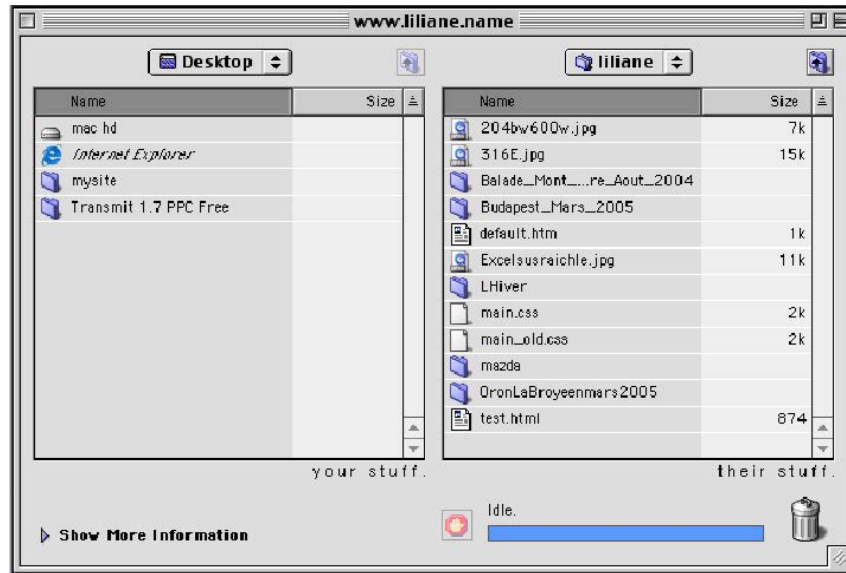 www.liliane.name
Desktop
Name Size
mac hd
Internet Explorer
mysite
Transmit 1.7 PPC Free
your stuff.
liliane
Name Size
204bw600w.jpg 7k
316E.jpg 15k
Balade_Mont_...re_Aout_2004
Budapest_Mars_2005
default.htm 1k
Excelsusraichle.jpg 11k
LHiver
main.css 2k
main_old.css 2k
mazda
OronLaBroyeenmars2005
test.html 874
their stuff.
Show More Information
Idle.